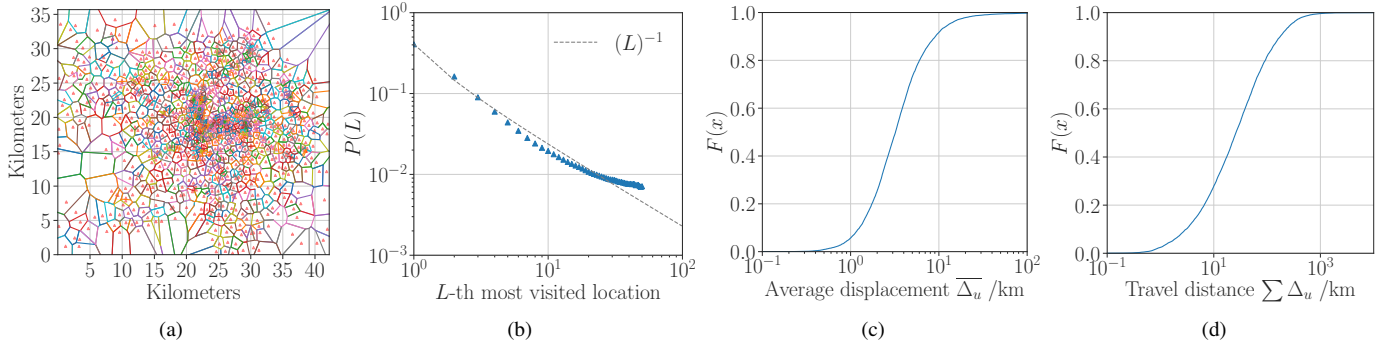 35
30
25
20
15
10
5
0
Kilometers
5 10 15 20 25 30 35 40
Kilometers
(a)
10^0
10^-1
10^-2
10^-3
P(L)
(L)^-1
10^0 10^1 10^2
L-th most visited location
(b)
1.0
0.8
0.6
0.4
0.2
0.0
F(x)
10^-1 10^0 10^1 10^2
Average displacement \overline{Δ_u} /km
(c)
1.0
0.8
0.6
0.4
0.2
0.0
F(x)
10^-1 10^1 10^3
Travel distance ∑ Δ_u /km
(d)